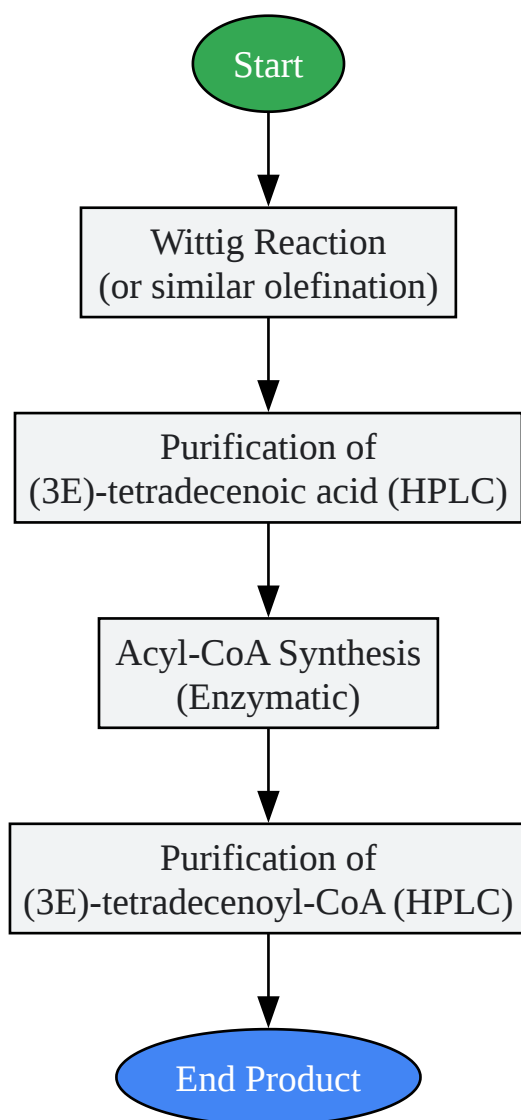 Start
Wittig Reaction
(or similar olefination)
Purification of
(3E)-tetradecenoic acid (HPLC)
Acyl-CoA Synthesis
(Enzymatic)
Purification of
(3E)-tetradecenoyl-CoA (HPLC)
End Product